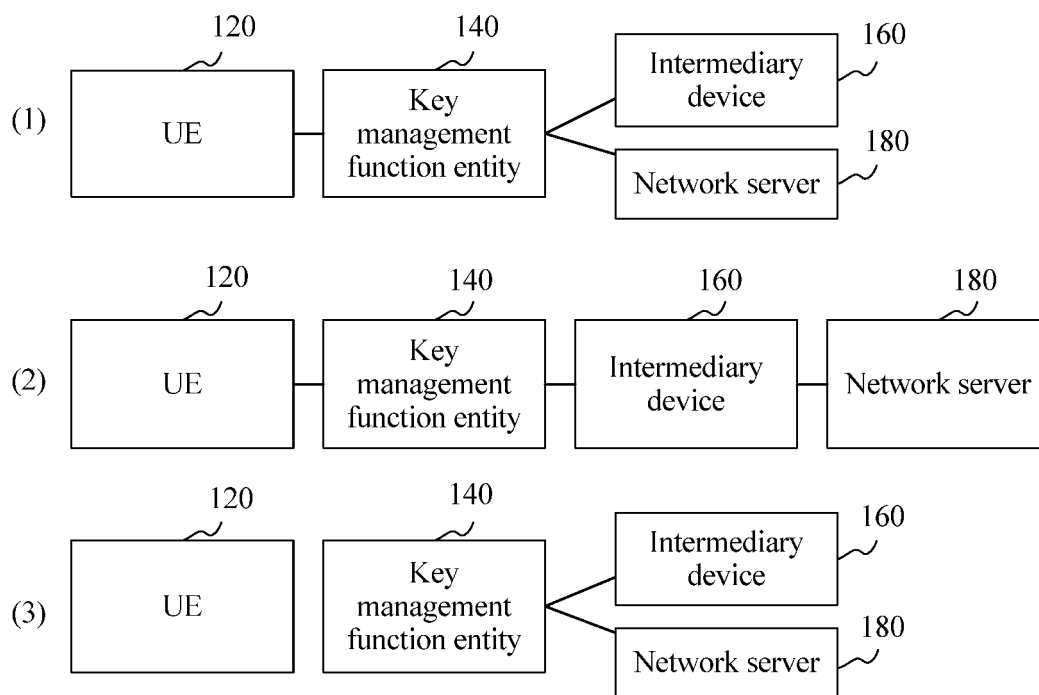 120
140
160
(1)
UE
Key
management
function entity
Intermediary
device
180
Network server
120
140
160
180
(2)
UE
Key
management
function entity
Intermediary
device
Network server
120
140
160
(3)
UE
Key
management
function entity
Intermediary
device
180
Network server